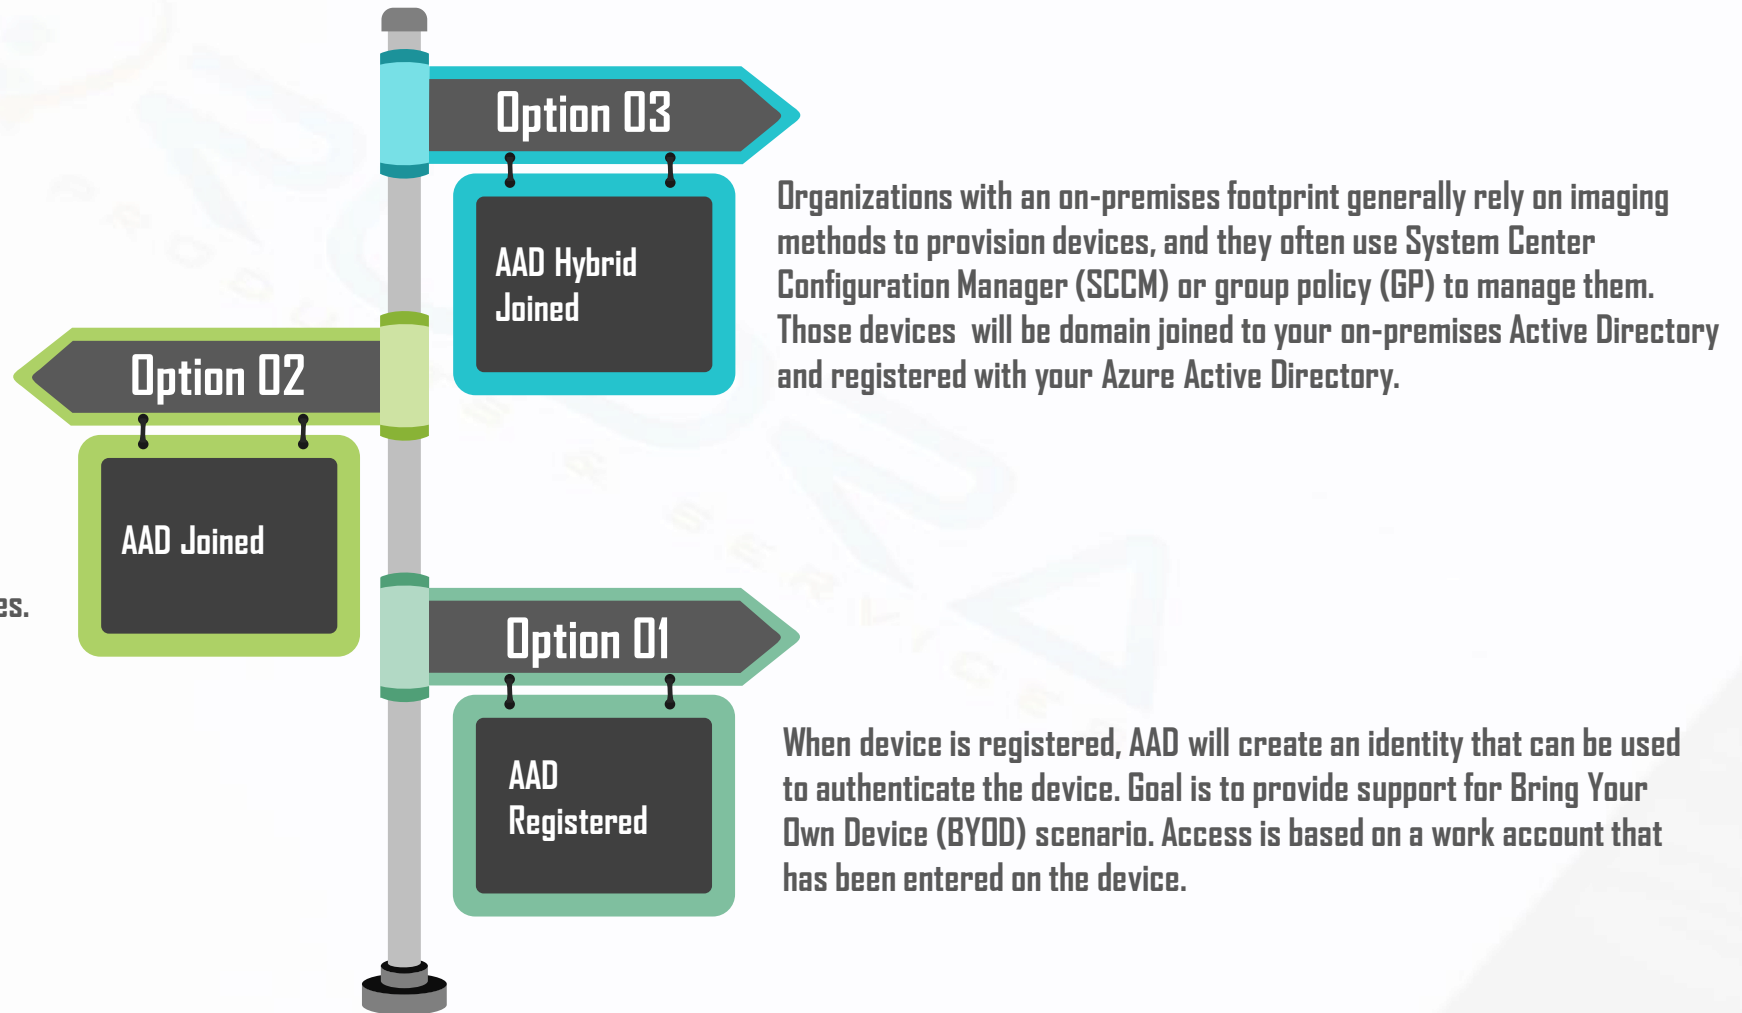 Option 03
AAD Hybrid
Joined
Organizations with an on-premises footprint generally rely on imaging
methods to provision devices, and they often use System Center
Configuration Manager (SCCM) or group policy (GP) to manage them.
Those devices will be domain joined to your on-premises Active Directory
and registered with your Azure Active Directory.
Option 02
AAD Joined
es.
Option 01
AAD
Registered
When device is registered, AAD will create an identity that can be used
to authenticate the device. Goal is to provide support for Bring Your
Own Device (BYOD) scenario. Access is based on a work account that
has been entered on the device.
PRODUCTS & SERVICES